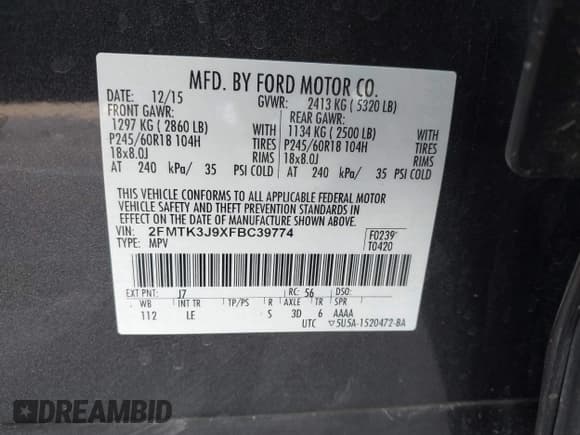 MFD. BY FORD MOTOR CO.
DATE: 12/15 GVWR: 2413 KG ( 5320 LB)
FRONT GAWR: REAR GAWR:
1297 KG ( 2860 LB) WITH 1134 KG ( 2500 LB) WITH
P245/60R18 104H TIRES P245/60R18 104H TIRES
18x8.0J RIMS 18x8.0J RIMS
AT 240 kPa/ 35 PSI COLD AT 240 kPa/ 35 PSI COLD
THIS VEHICLE CONFORMS TO ALL APPLICABLE FEDERAL MOTOR
VEHICLE SAFETY AND THEFT PREVENTION STANDARDS IN
EFFECT ON THE DATE OF MANUFACTURE SHOWN ABOVE.
VIN: 2FMTK3J9XFBC39774 F0239
TYPE: MPV T0420
EXT PNT: J7 RC: 56 DSO:
WB INT TR TP/PS R AXLE TR SPR
112 LE S 3D 6 AAAA
UTC ▽5U5A-1520472-BA
DREAMBID